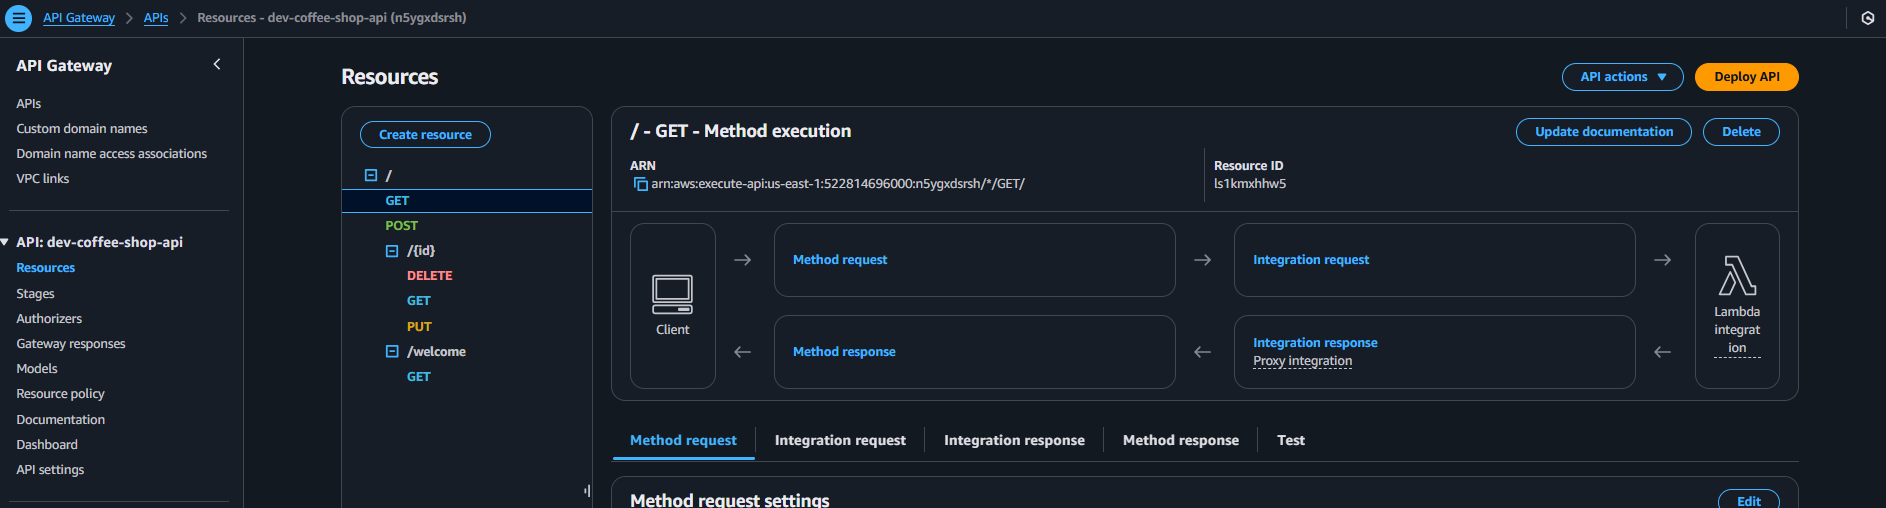 API Gateway > APIs > Resources - dev-coffee-shop-api (n5ygxdsrsh)
API Gateway
APIs
Custom domain names
Domain name access associations
VPC links
API: dev-coffee-shop-api
Resources
Stages
Authorizers
Gateway responses
Models
Resource policy
Documentation
Dashboard
API settings
Resources
API actions
Deploy API
Create resource
/
GET
POST
/{id}
DELETE
GET
PUT
/welcome
GET
/ - GET - Method execution
Update documentation
Delete
ARN
arn:aws:execute-api:us-east-1:522814696000:n5ygxdsrsh/*/GET/
Resource ID
ls1kmxhhw5
Client
Method request
Integration request
Lambda
integrat
ion
Method response
Integration response
Proxy integration
Method request
Integration request
Integration response
Method response
Test
Method request settings
Edit